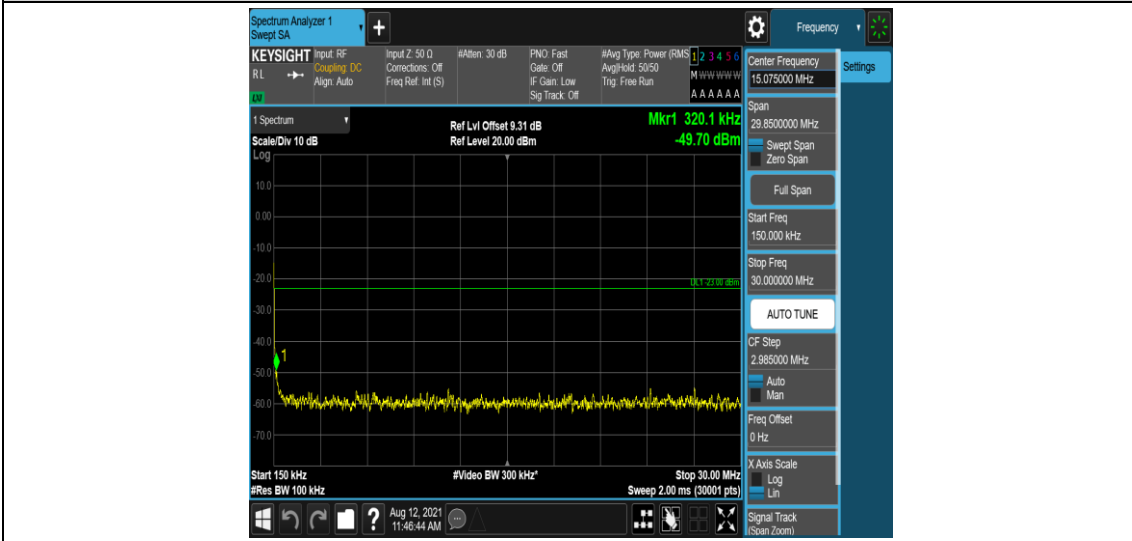 Spectrum Analyzer 1
Swept SA
+
Frequency
KEYSIGHT
RL
LXI
Input: RF
Coupling: DC
Align: Auto
Input Z: 50 Ω
Corrections: Off
Freq Ref: Int (S)
#Atten: 30 dB
PNO: Fast
Gate: Off
IF Gain: Low
Sig Track: Off
#Avg Type: Power (RMS
Avg|Hold: 50/50
Trig: Free Run
1 2 3 4 5 6
M W W W W W
A A A A A A
1 Spectrum
Scale/Div 10 dB
Log
Ref Lvl Offset 9.31 dB
Ref Level 20.00 dBm
Mkr1 320.1 kHz
-49.70 dBm
10.0
0.00
-10.0
-20.0
-30.0
-40.0
-50.0
-60.0
-70.0
DL1 -23.00 dBm
1
Start 150 kHz
#Res BW 100 kHz
#Video BW 300 kHz*
Stop 30.00 MHz
Sweep 2.00 ms (30001 pts)
?
Aug 12, 2021
11:46:44 AM
Center Frequency
15.075000 MHz
Settings
Span
29.8500000 MHz
Swept Span
Zero Span
Full Span
Start Freq
150.000 kHz
Stop Freq
30.000000 MHz
AUTO TUNE
CF Step
2.985000 MHz
Auto
Man
Freq Offset
0 Hz
X Axis Scale
Log
Lin
Signal Track
(Span Zoom)